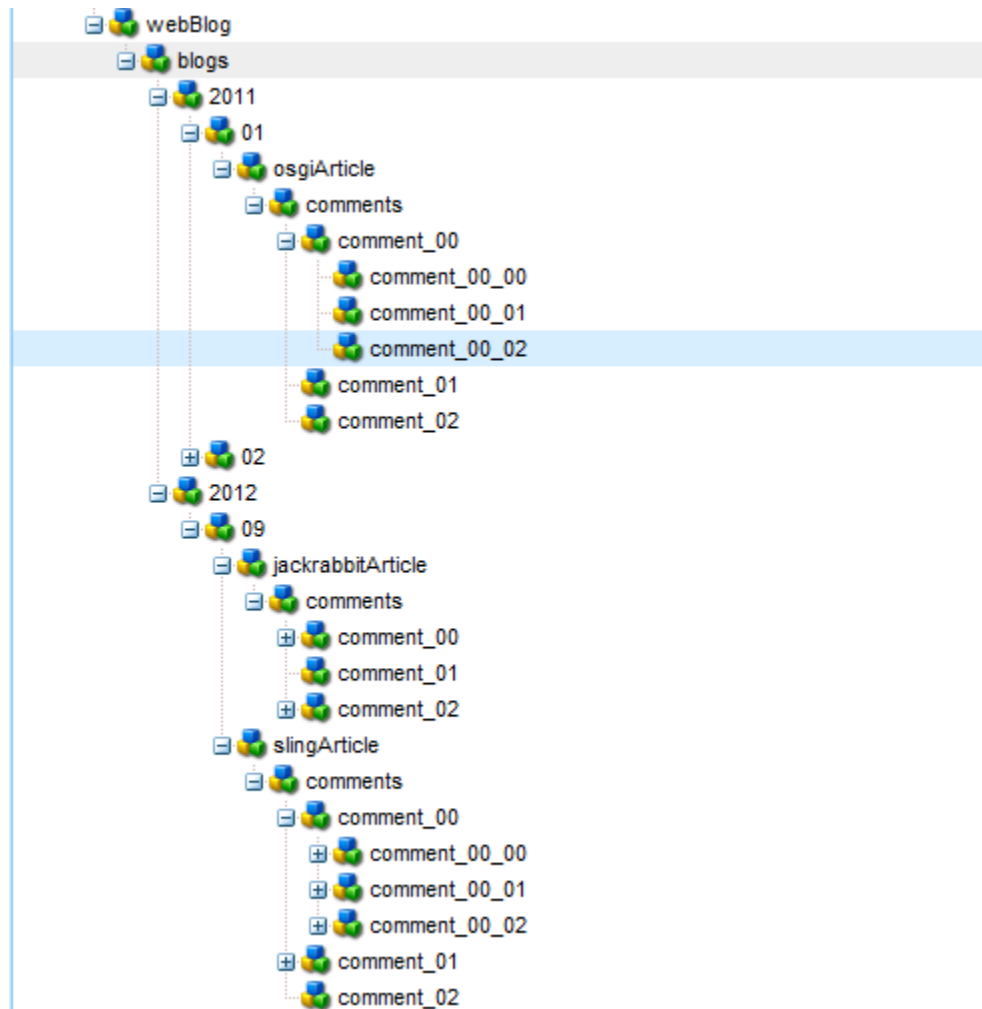 webBlog
blogs
2011
01
osgiArticle
comments
comment_00
comment_00_00
comment_00_01
comment_00_02
comment_01
comment_02
02
2012
09
jackrabbitArticle
comments
comment_00
comment_01
comment_02
slingArticle
comments
comment_00
comment_00_00
comment_00_01
comment_00_02
comment_01
comment_02